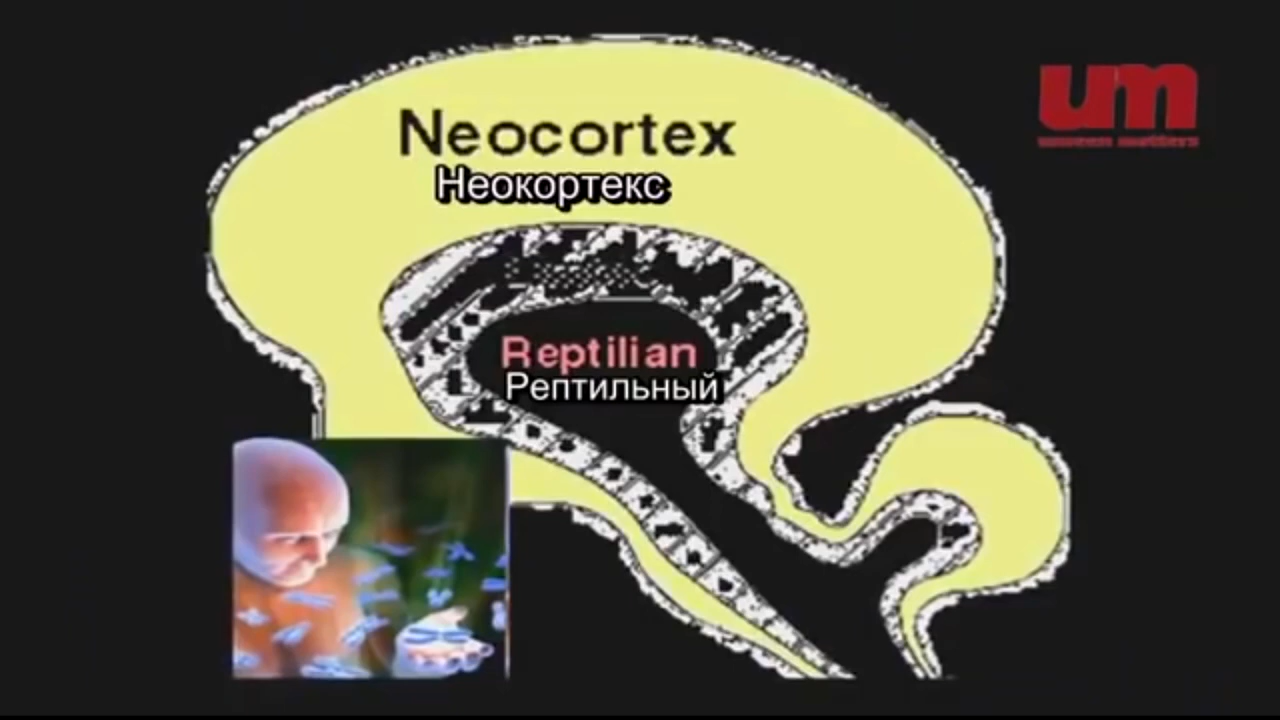 um
Neocortex
Неокортекс
Reptilian
Рептильный